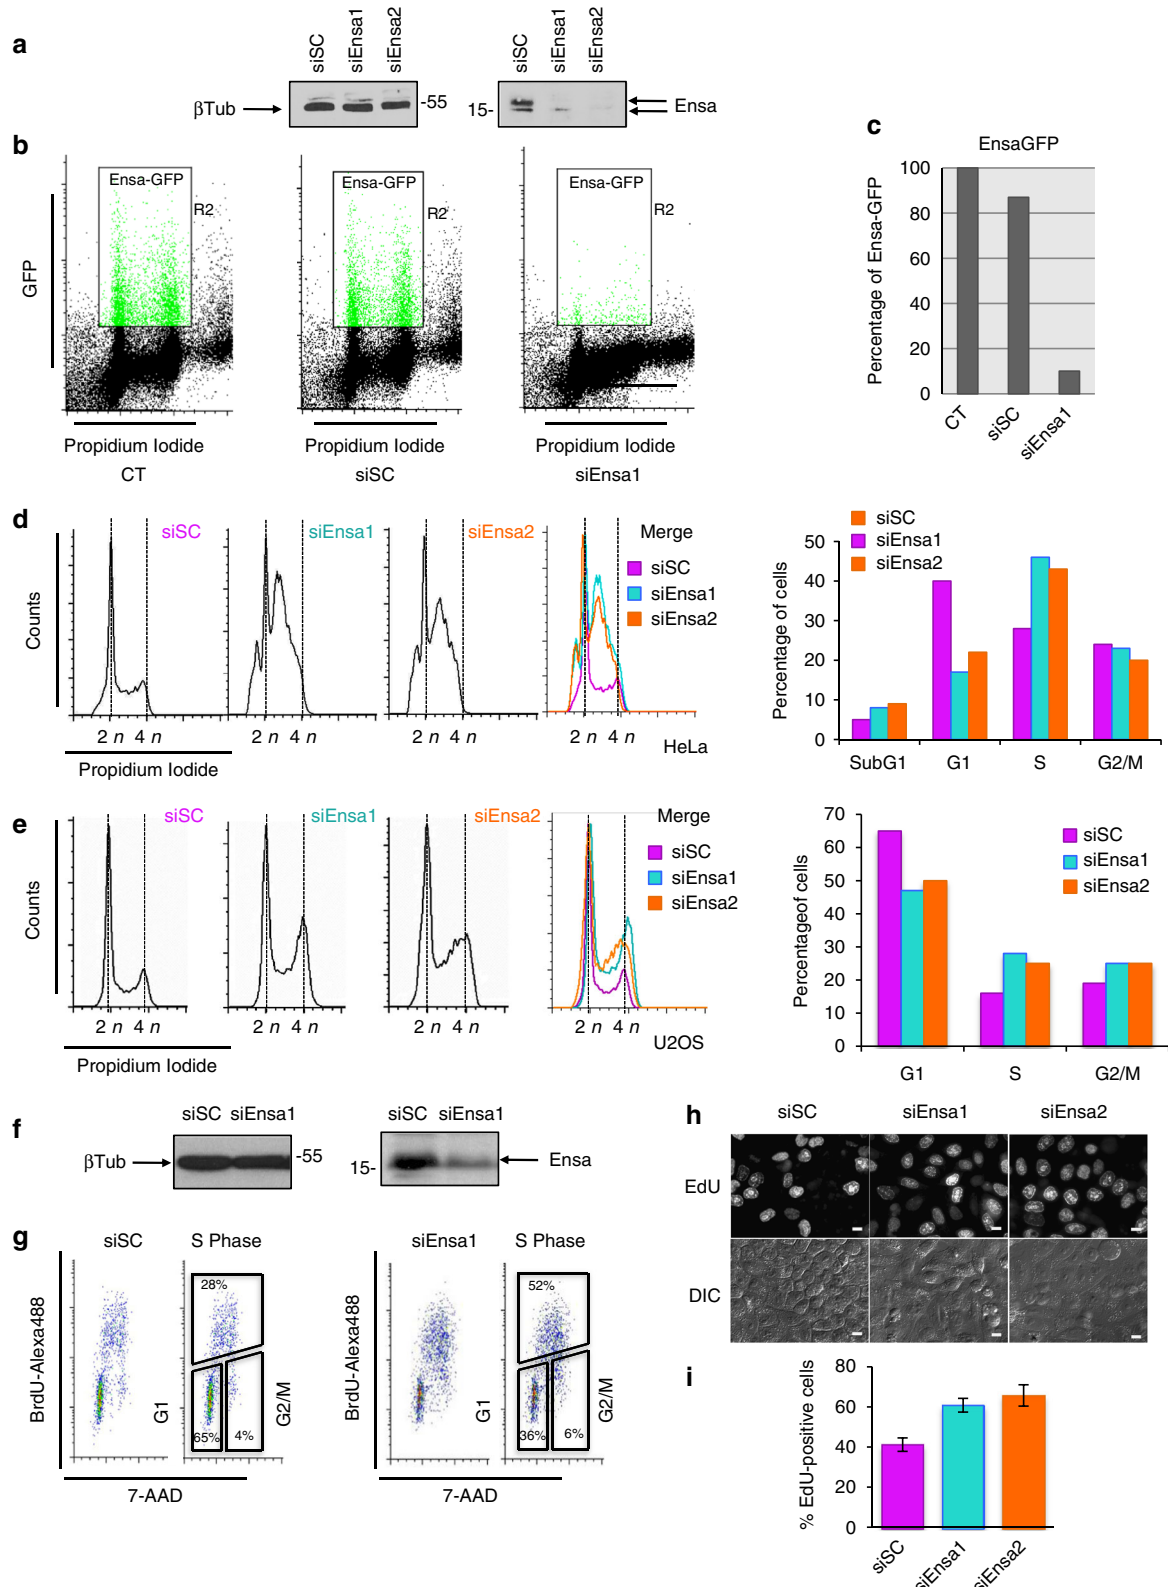 a
siSC
siEnsa1
siEnsa2
βTub
-55
siSC
siEnsa1
siEnsa2
15-
Ensa
b
GFP
Ensa-GFP
R2
Propidium Iodide
CT
Ensa-GFP
R2
Propidium Iodide
siSC
Ensa-GFP
R2
Propidium Iodide
siEnsa1
c
EnsaGFP
Percentage of Ensa-GFP
100
80
60
40
20
0
CT
siSC
siEnsa1
d
Counts
siSC
siEnsa1
siEnsa2
Merge
siSC
siEnsa1
siEnsa2
2 n 4 n
2 n 4 n
2 n 4 n
2 n 4 n
HeLa
Propidium Iodide
siSC
siEnsa1
siEnsa2
Percentage of cells
50
40
30
20
10
0
SubG1
G1
S
G2/M
e
Counts
siSC
siEnsa1
siEnsa2
Merge
siSC
siEnsa1
siEnsa2
2 n 4 n
2 n 4 n
2 n 4 n
2 n 4 n
U2OS
Propidium Iodide
Percentageof cells
70
60
50
40
30
20
10
0
siSC
siEnsa1
siEnsa2
G1
S
G2/M
f
siSC siEnsa1
βTub
-55
siSC siEnsa1
15-
Ensa
g
siSC
S Phase
BrdU-Alexa488
28%
G1
65%
4%
G2/M
7-AAD
siEnsa1
S Phase
BrdU-Alexa488
52%
G1
36%
6%
G2/M
7-AAD
h
siSC
siEnsa1
siEnsa2
EdU
DIC
i
% EdU-positive cells
80
60
40
20
0
siSC
siEnsa1
siEnsa2